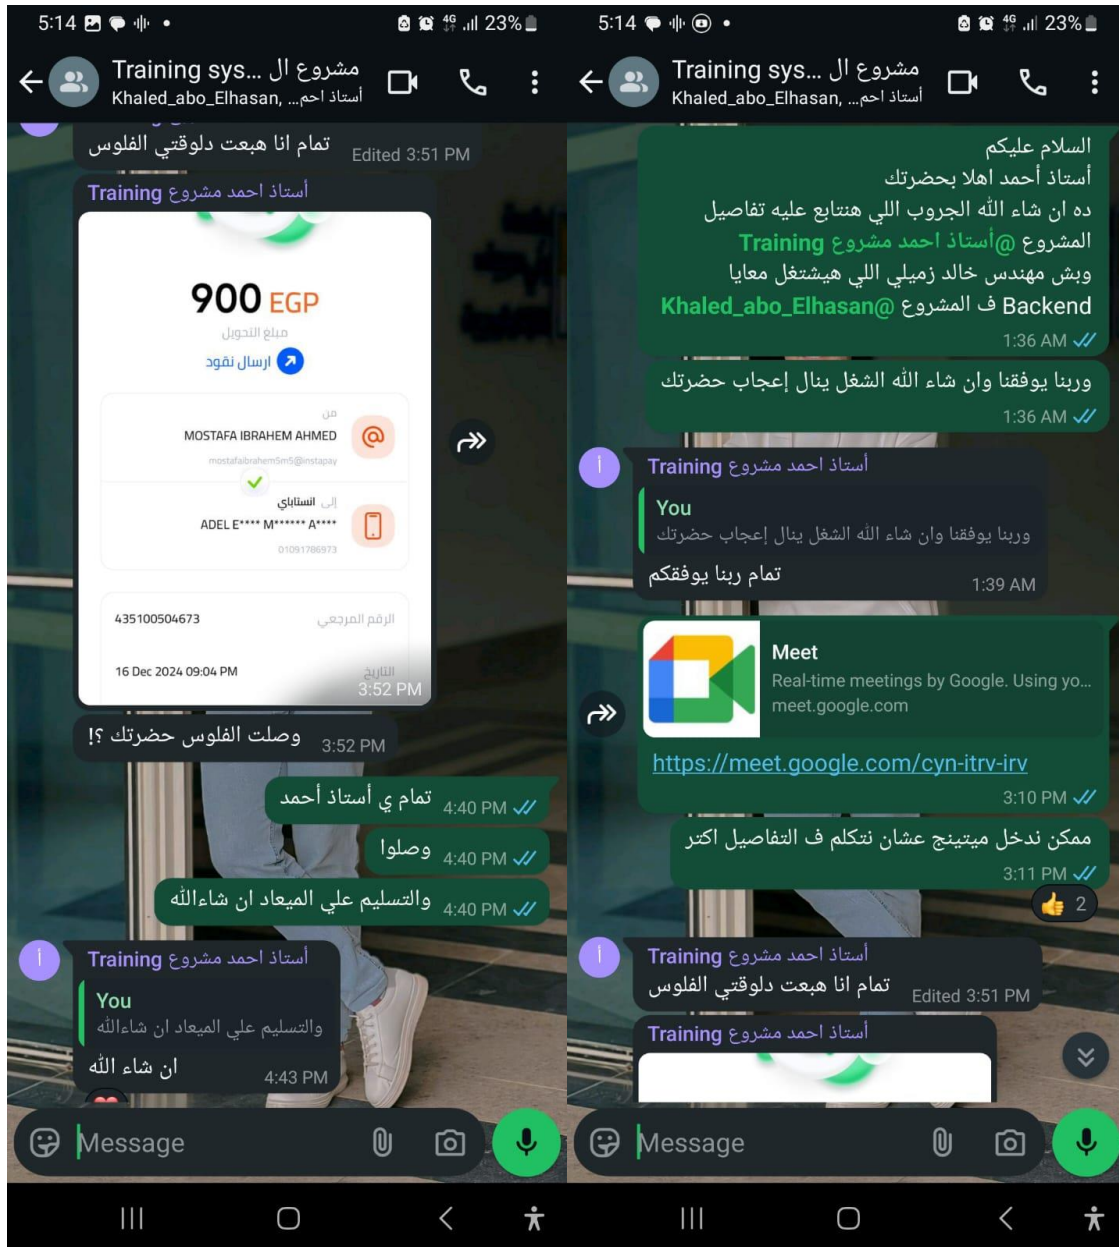 5:14
4G
23%
مشروع ال ...Training sys
Khaled_abo_Elhasan, ...أستاذ احم
تمام انا هبعت دلوقتي الفلوس
Edited 3:51 PM
أستاذ احمد مشروع Training
900 EGP
مبلغ التحويل
ارسال نقود
من
MOSTAFA IBRAHEM AHMED
mostafaibrahem5m5@instapay
إلى انستاباي
ADEL E**** M****** A****
01091786973
الرقم المرجعي
435100504673
التاريخ
16 Dec 2024 09:04 PM
3:52 PM
وصلت الفلوس حضرتك ؟!
3:52 PM
تمام ي أستاذ أحمد
4:40 PM
وصلوا
4:40 PM
والتسليم علي الميعاد ان شاءالله
4:40 PM
أ
أستاذ احمد مشروع Training
You
والتسليم علي الميعاد ان شاءالله
ان شاء الله
4:43 PM
Message
5:14
4G
23%
مشروع ال ...Training sys
Khaled_abo_Elhasan, ...أستاذ احم
السلام عليكم
أستاذ أحمد اهلا بحضرتك
ده ان شاء الله الجروب اللي هنتابع عليه تفاصيل
المشروع @أستاذ احمد مشروع Training
وبش مهندس خالد زميلي اللي هيشتغل معايا
Backend ف المشروع @Khaled_abo_Elhasan
1:36 AM
وربنا يوفقنا وان شاء الله الشغل ينال إعجاب حضرتك
1:36 AM
أ
أستاذ احمد مشروع Training
You
وربنا يوفقنا وان شاء الله الشغل ينال إعجاب حضرتك
تمام ربنا يوفقكم
1:39 AM
Meet
Real-time meetings by Google. Using yo...
meet.google.com
https://meet.google.com/cyn-itrv-irv
3:10 PM
ممكن ندخل ميتينج عشان نتكلم ف التفاصيل اكتر
3:11 PM
2
أ
أستاذ احمد مشروع Training
تمام انا هبعت دلوقتي الفلوس
Edited 3:51 PM
أستاذ احمد مشروع Training
Message